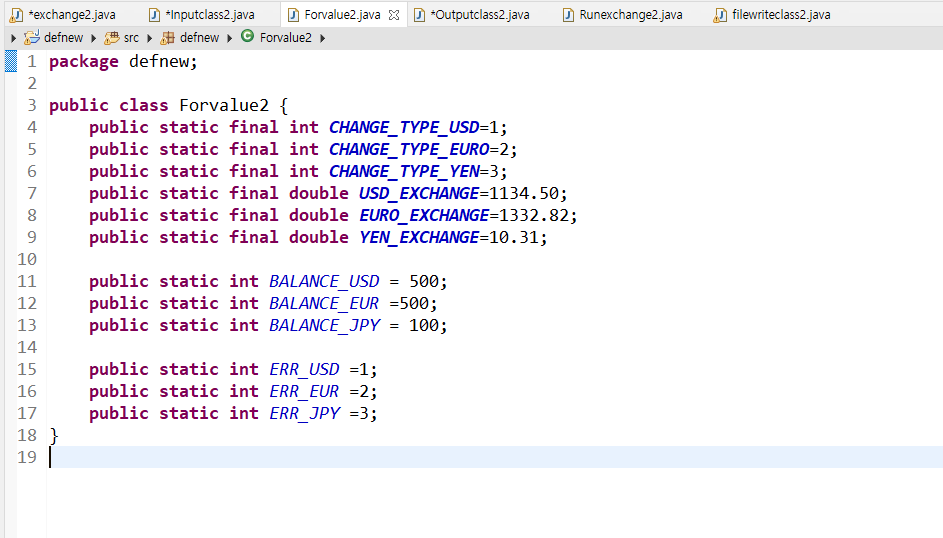 *exchange2.java *Inputclass2.java Forvalue2.java *Outputclass2.java Runexchange2.java filewriteclass2.java
defnew src defnew Forvalue2
1 package defnew;
2
3 public class Forvalue2 {
4 public static final int CHANGE_TYPE_USD=1;
5 public static final int CHANGE_TYPE_EURO=2;
6 public static final int CHANGE_TYPE_YEN=3;
7 public static final double USD_EXCHANGE=1134.50;
8 public static final double EURO_EXCHANGE=1332.82;
9 public static final double YEN_EXCHANGE=10.31;
10
11 public static int BALANCE_USD = 500;
12 public static int BALANCE_EUR =500;
13 public static int BALANCE_JPY = 100;
14
15 public static int ERR_USD =1;
16 public static int ERR_EUR =2;
17 public static int ERR_JPY =3;
18 }
19